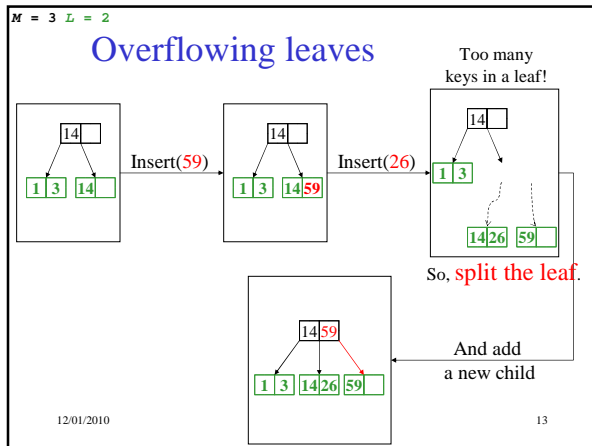 M = 3 L = 2
Overflowing leaves
Too many
keys in a leaf!
14
1 3 14
Insert(59)
14
1 3 14 59
Insert(26)
14
1 3
14 26 59
So, split the leaf.
And add
a new child
14 59
1 3 14 26 59
12/01/2010
13